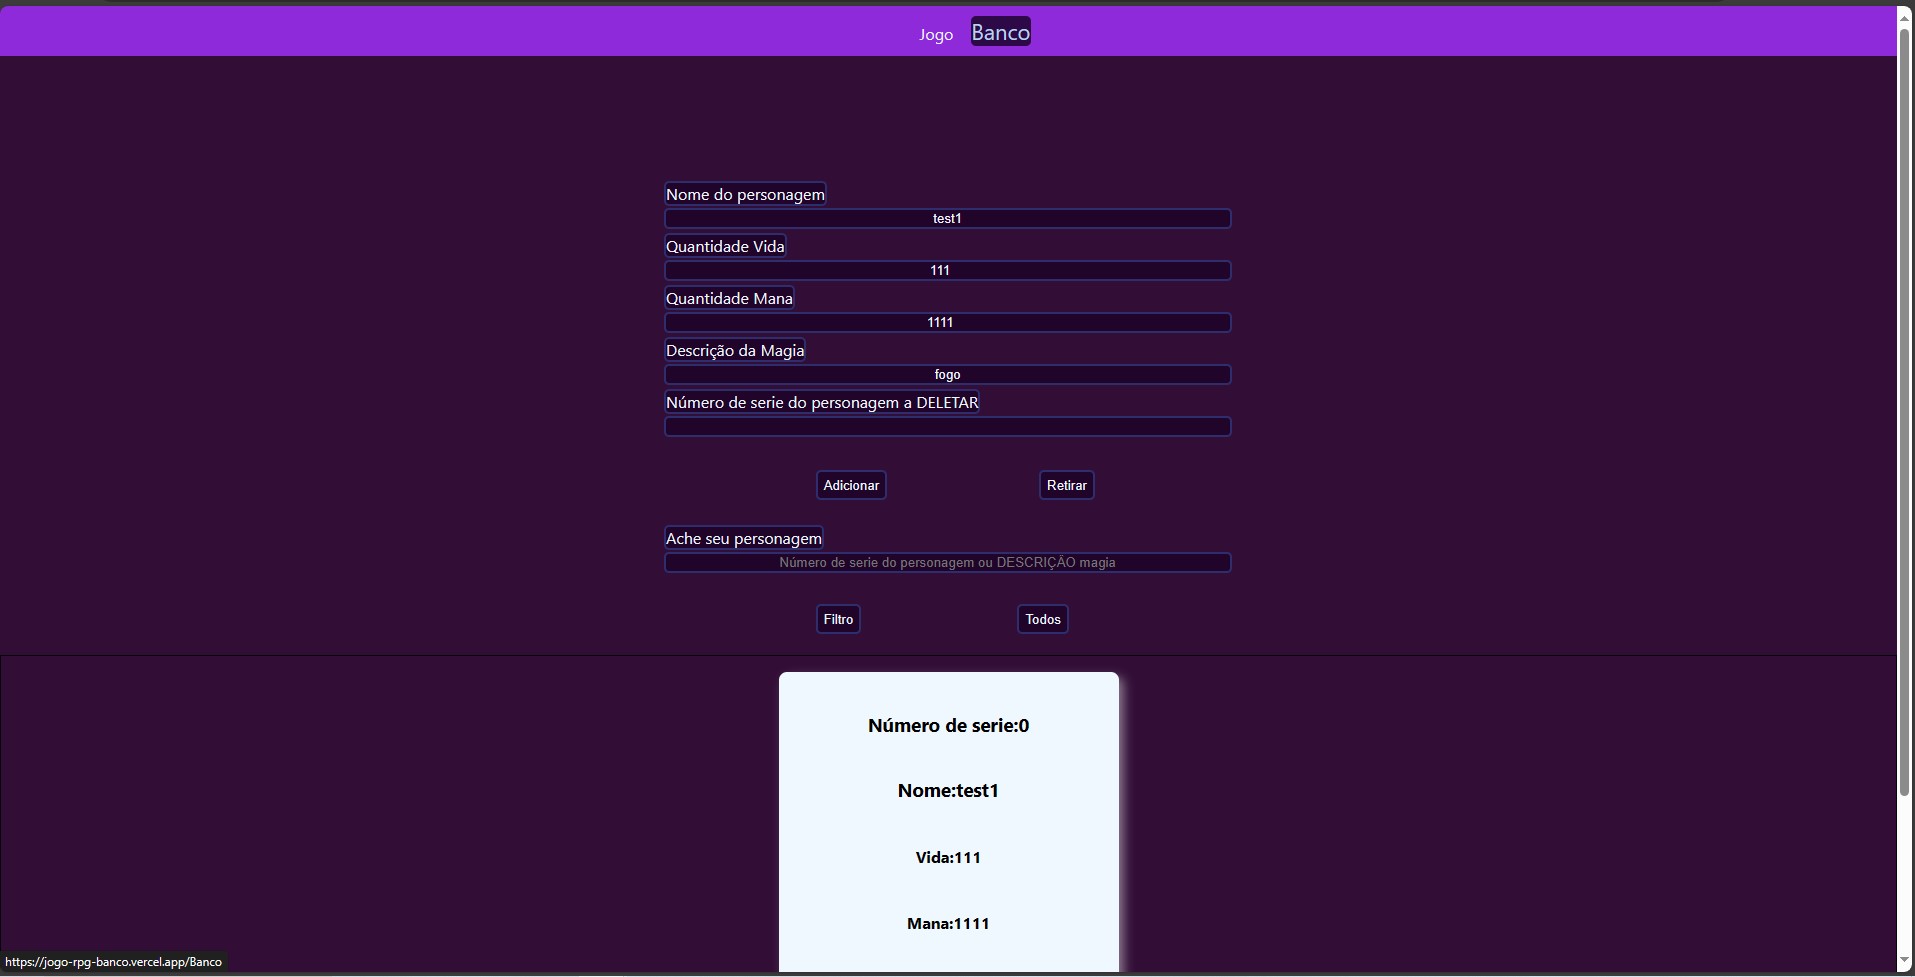 Jogo Banco
Nome do personagem
test1
Quantidade Vida
111
Quantidade Mana
1111
Descrição da Magia
fogo
Número de serie do personagem a DELETAR
Adicionar Retirar
Ache seu personagem
Número de serie do personagem ou DESCRIÇÃO magia
Filtro Todos
Número de serie:0
Nome:test1
Vida:111
Mana:1111
https://jogo-rpg-banco.vercel.app/Banco